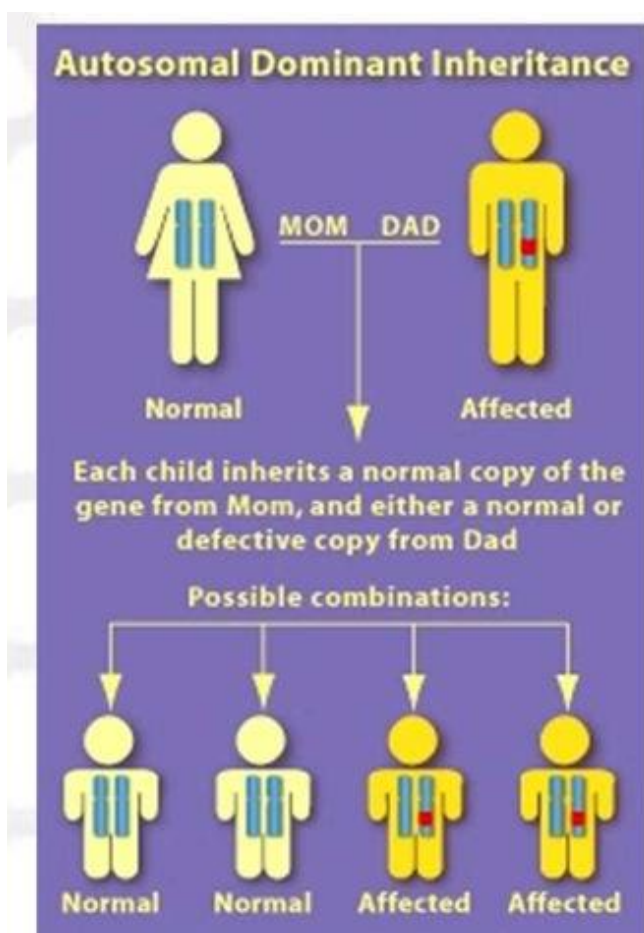 Autosomal Dominant Inheritance
MOM DAD
Normal
Affected
Each child inherits a normal copy of the
gene from Mom, and either a normal or
defective copy from Dad
Possible combinations:
Normal
Normal
Affected
Affected